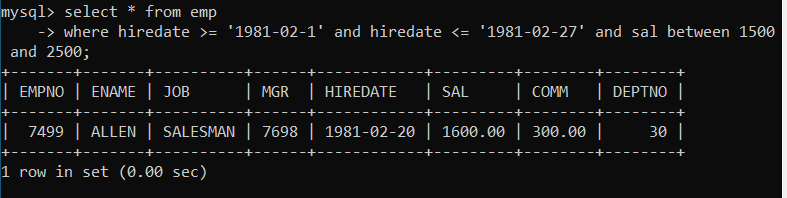 mysql> select * from emp
    -> where hiredate >= '1981-02-1' and hiredate <= '1981-02-27' and sal between 1500
 and 2500;
+-------+-------+----------+------+------------+---------+--------+--------+
| EMPNO | ENAME | JOB      | MGR  | HIREDATE   | SAL     | COMM   | DEPTNO |
+-------+-------+----------+------+------------+---------+--------+--------+
|  7499 | ALLEN | SALESMAN | 7698 | 1981-02-20 | 1600.00 | 300.00 |     30 |
+-------+-------+----------+------+------------+---------+--------+--------+
1 row in set (0.00 sec)